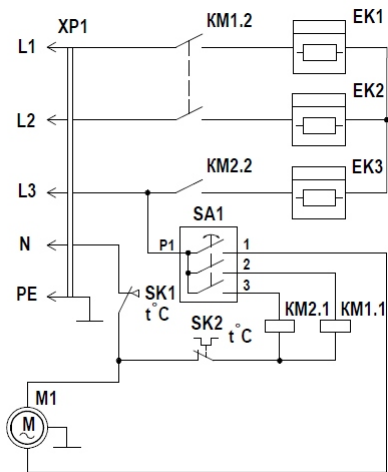 XP1
KM1.2
EK1
L1
EK2
L2
KM2.2
EK3
L3
SA1
N
P1
1
2
3
PE
SK1
t°C
KM2.1
KM1.1
SK2
t°C
M1
M